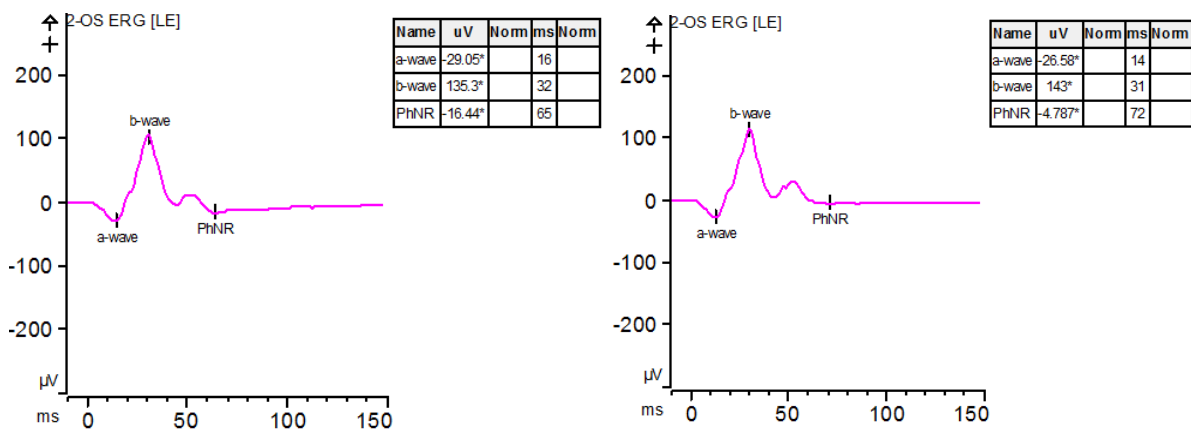 2-OS ERG [LE]
Name uV Norm ms Norm
a-wave -29.05* 16
b-wave 135.3* 32
PhNR -16.44* 65
200
100
0
-100
-200
µV
ms
0 50 100 150
b-wave
a-wave
PhNR
2-OS ERG [LE]
Name uV Norm ms Norm
a-wave -26.58* 14
b-wave 143* 31
PhNR -4.787* 72
200
100
0
-100
-200
µV
ms
0 50 100 150
b-wave
a-wave
PhNR